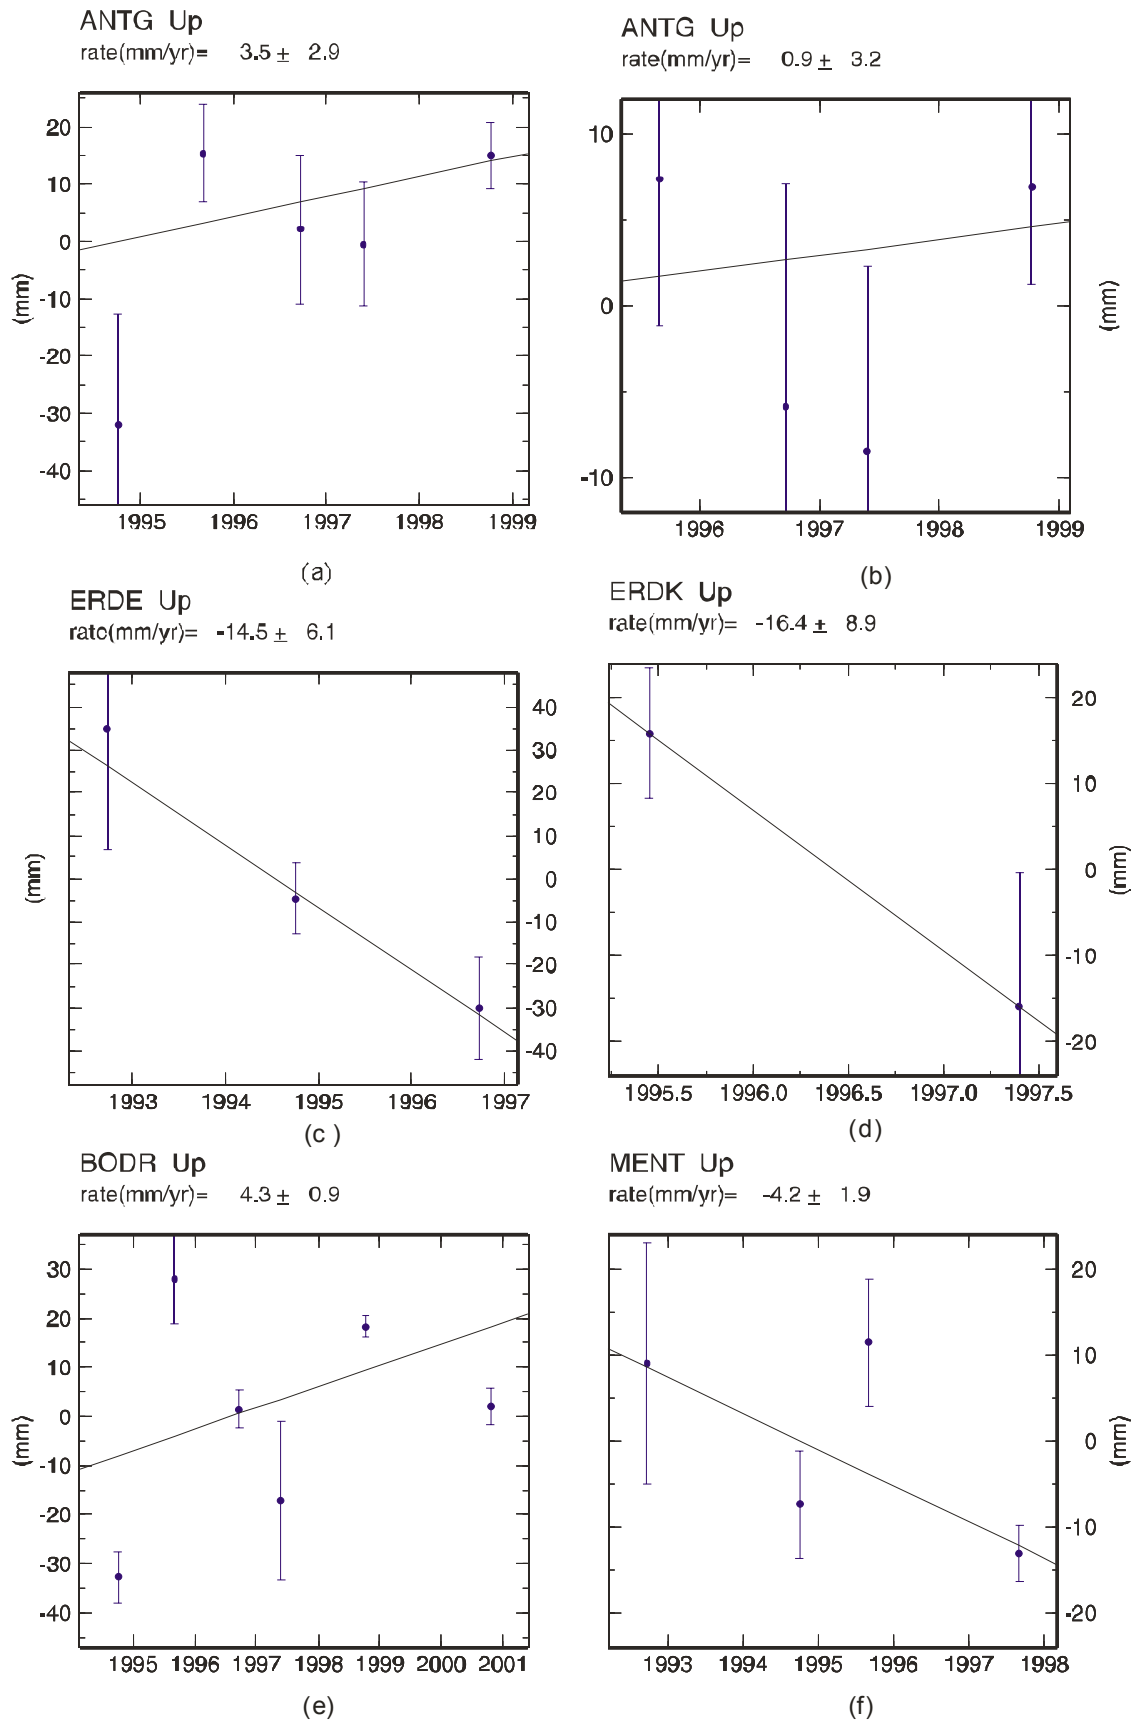 ANTG Up
rate(mm/yr)= 3.5 ± 2.9
20
10
0
-10
-20
-30
-40
(mm)
1995 1996 1997 1998 1999
(a)
ANTG Up
rate(mm/yr)= 0.9 ± 3.2
10
0
-10
(mm)
1996 1997 1998 1999
(b)
ERDE Up
rate(mm/yr)= -14.5 ± 6.1
(mm)
40
30
20
10
0
-10
-20
-30
-40
1993 1994 1995 1996 1997
(c )
ERDK Up
rate(mm/yr)= -16.4 ± 8.9
20
10
0
-10
-20
(mm)
1995.5 1996.0 1996.5 1997.0 1997.5
(d)
BODR Up
rate(mm/yr)= 4.3 ± 0.9
30
20
10
0
-10
-20
-30
-40
(mm)
1995 1996 1997 1998 1999 2000 2001
(e)
MENT Up
rate(mm/yr)= -4.2 ± 1.9
20
10
0
-10
-20
(mm)
1993 1994 1995 1996 1997 1998
(f)